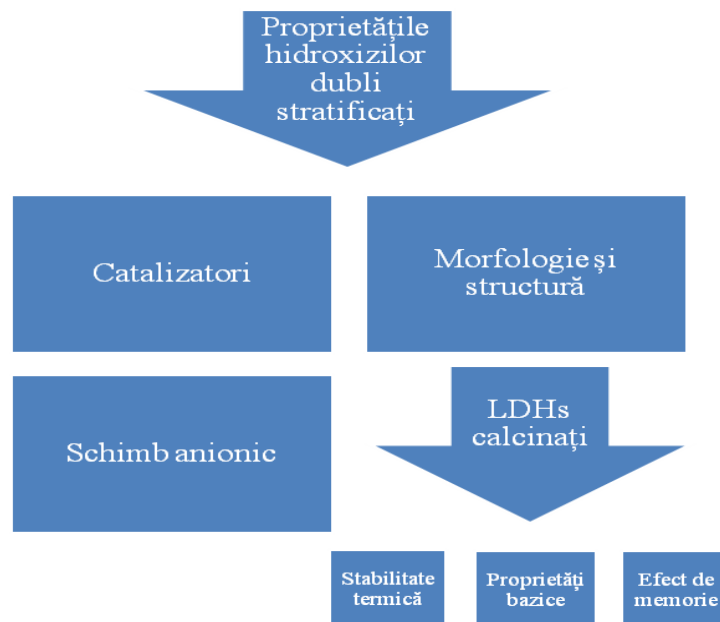 Proprietățile
hidroxizilor
dubli
stratificați
Catalizatori
Morfologie și
structură
Schimb anionic
LDHs
calcinați
Stabilitate
termică
Proprietăți
bazice
Efect de
memorie